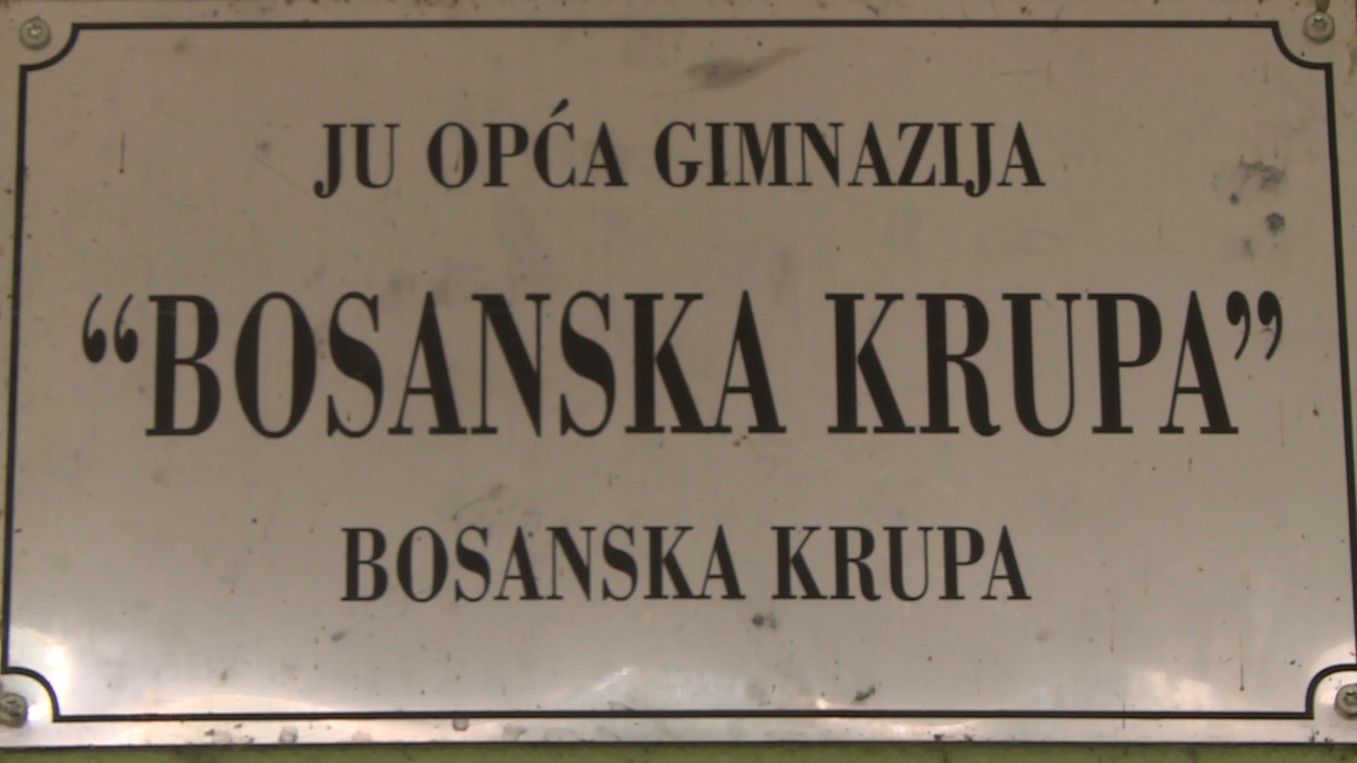 JU OPĆA GIMNAZIJA
“BOSANSKA KRUPA”
BOSANSKA KRUPA